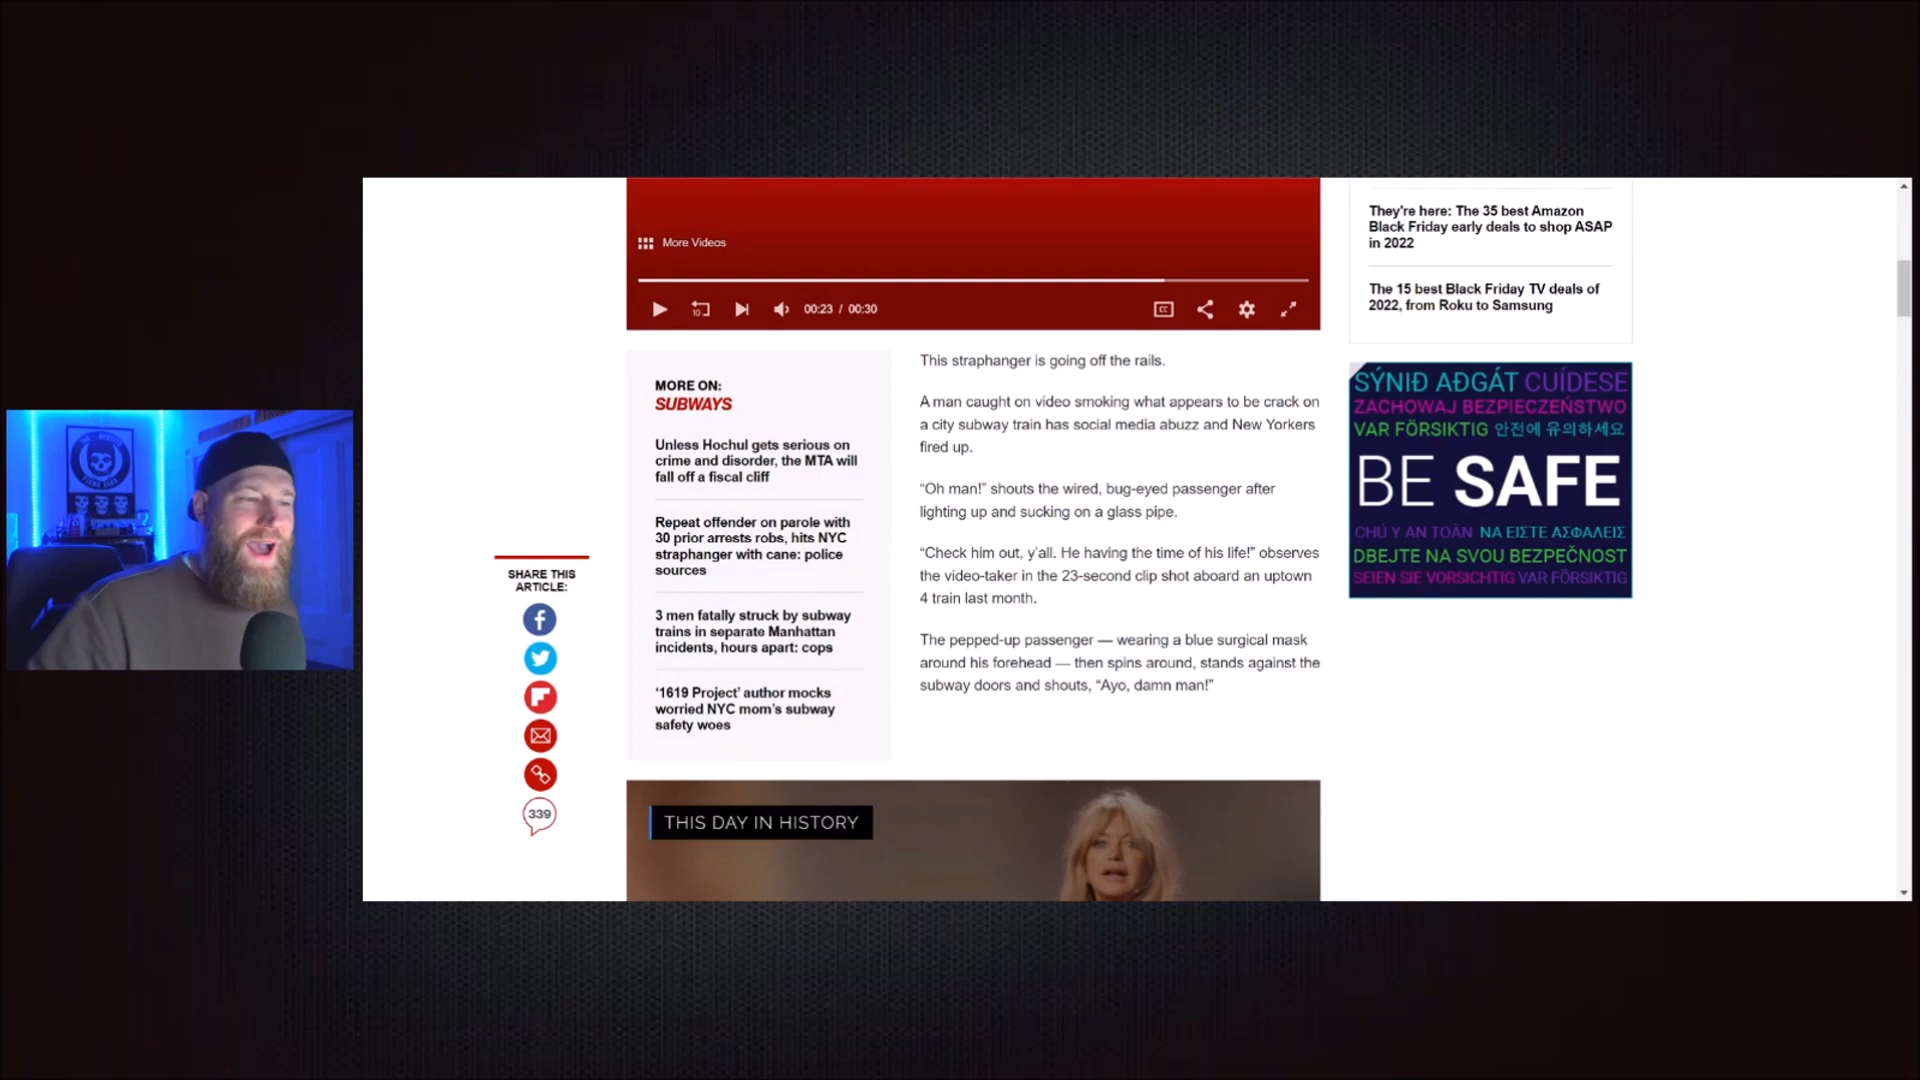 More Videos
00:23 / 00:30
They're here: The 35 best Amazon
Black Friday early deals to shop ASAP
in 2022
The 15 best Black Friday TV deals of
2022, from Roku to Samsung
SHARE THIS
ARTICLE:
339
MORE ON:
SUBWAYS
Unless Hochul gets serious on
crime and disorder, the MTA will
fall off a fiscal cliff
Repeat offender on parole with
30 prior arrests robs, hits NYC
straphanger with cane: police
sources
3 men fatally struck by subway
trains in separate Manhattan
incidents, hours apart: cops
‘1619 Project’ author mocks
worried NYC mom’s subway
safety woes
This straphanger is going off the rails.
A man caught on video smoking what appears to be crack on
a city subway train has social media abuzz and New Yorkers
fired up.
“Oh man!” shouts the wired, bug-eyed passenger after
lighting up and sucking on a glass pipe.
“Check him out, y’all. He having the time of his life!” observes
the video-taker in the 23-second clip shot aboard an uptown
4 train last month.
The pepped-up passenger — wearing a blue surgical mask
around his forehead — then spins around, stands against the
subway doors and shouts, “Ayo, damn man!”
SÝNIÐ AÐGÁT CUÍDESE
ZACHOWAJ BEZPIECZEŃSTWO
VAR FÖRSIKTIG 안전에 유의하세요
BE SAFE
CHÚ Ý AN TOÀN ΝΑ ΕΙΣΤΕ ΑΣΦΑΛΕΙΣ
DBEJTE NA SVOU BEZPEČNOST
SEIEN SIE VORSICHTIG VAR FÖRSIKTIG
THIS DAY IN HISTORY